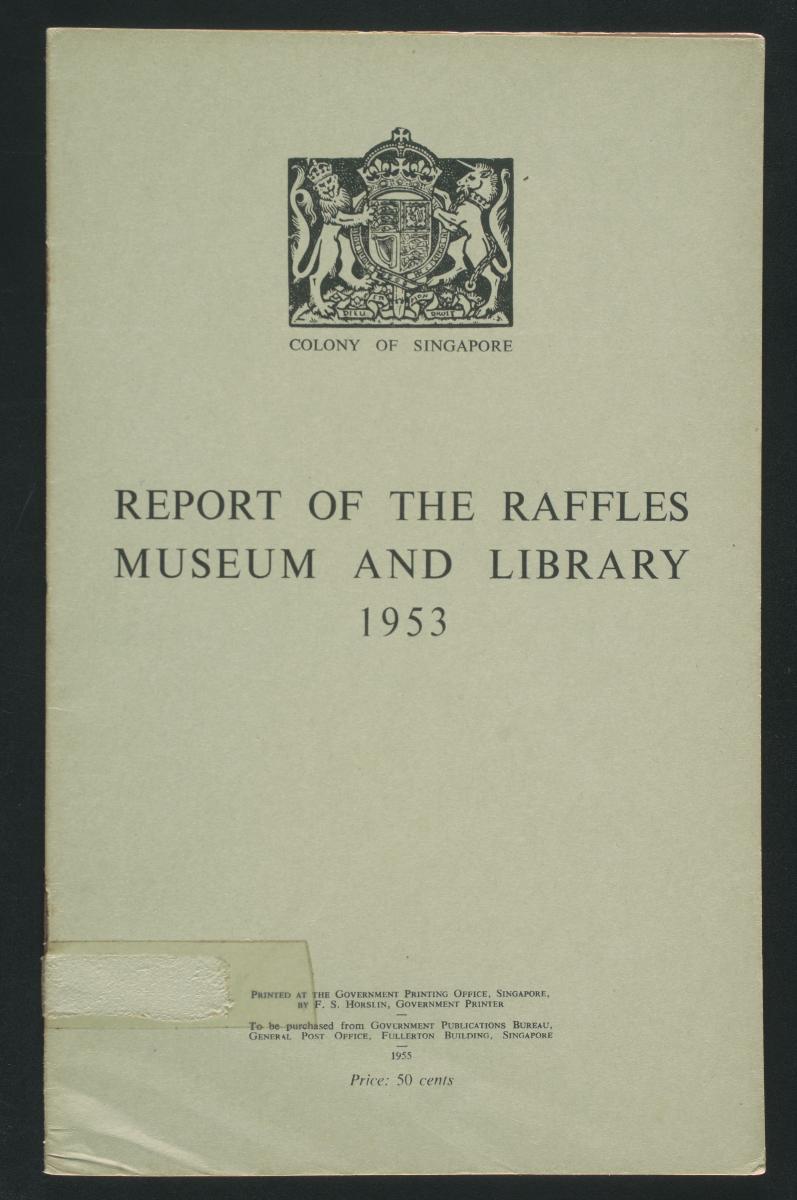 DIEU ET MON DROIT
COLONY OF SINGAPORE
REPORT OF THE RAFFLES
MUSEUM AND LIBRARY
1953
PRINTED AT THE GOVERNMENT PRINTING OFFICE, SINGAPORE,
BY F. S. HORSLIN, GOVERNMENT PRINTER
To be purchased from GOVERNMENT PUBLICATIONS BUREAU,
GENERAL POST OFFICE, FULLERTON BUILDING, SINGAPORE
1955
Price: 50 cents